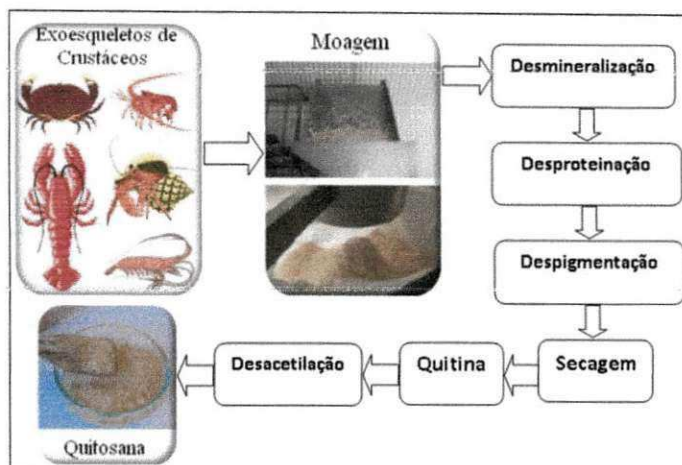 Exoesqueletos de
Crustáceos
Moagem
Desmineralização
Desproteinação
Despigmentação
Secagem
Quitina
Desacetilação
Quitosana